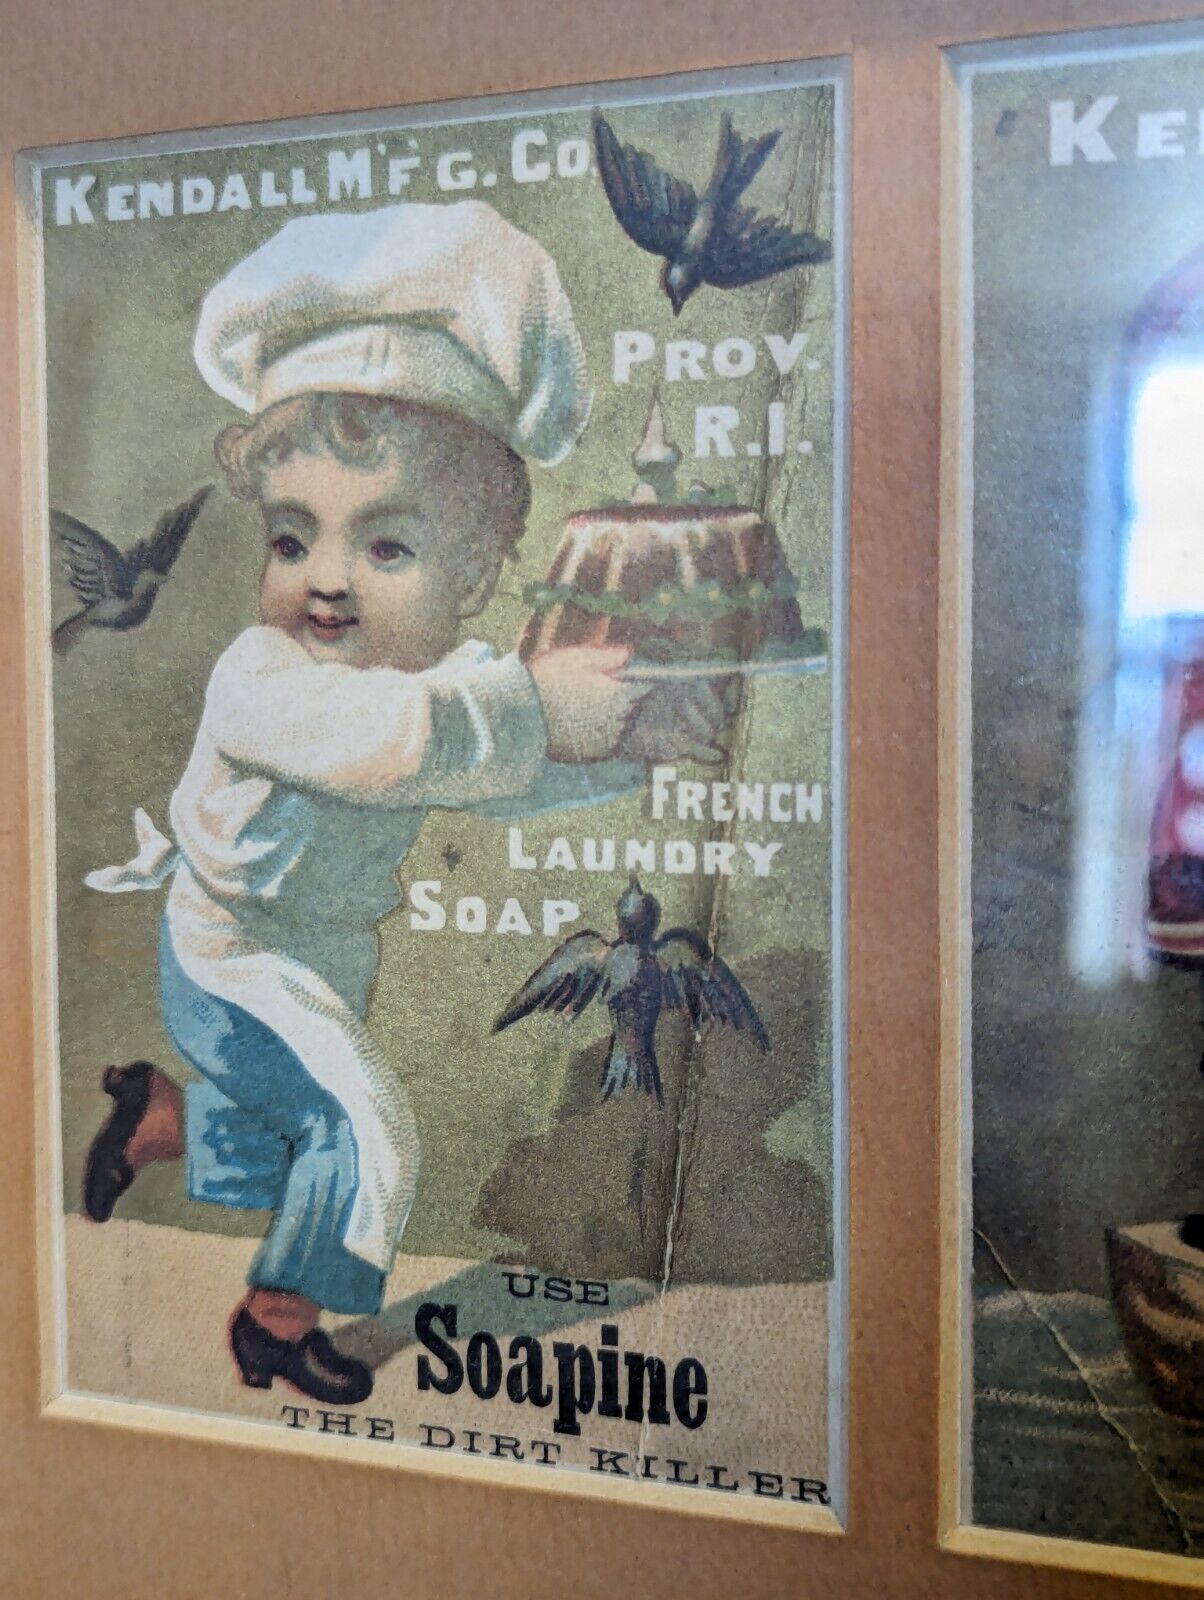 KENDALL M'F'G. CO.
PROV.
R.I.
FRENCH
LAUNDRY
SOAP
USE
Soapine
THE DIRT KILLER
KE